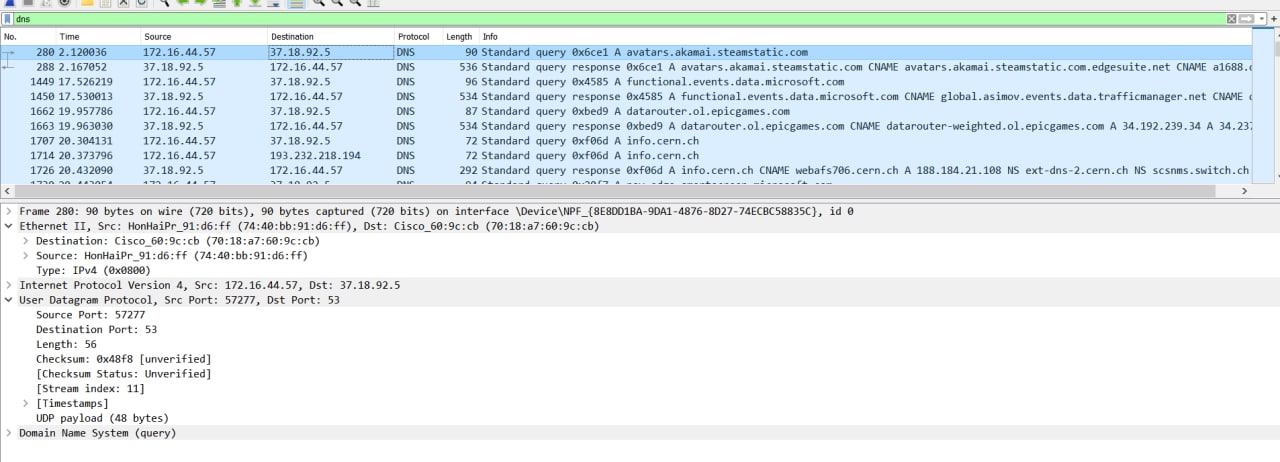 dns
No. Time Source Destination Protocol Length Info
280 2.120036 172.16.44.57 37.18.92.5 DNS 90 Standard query 0x6ce1 A avatars.akamai.steamstatic.com
288 2.167052 37.18.92.5 172.16.44.57 DNS 536 Standard query response 0x6ce1 A avatars.akamai.steamstatic.com CNAME avatars.akamai.steamstatic.com.edgesuite.net CNAME a1688.
1449 17.526219 172.16.44.57 37.18.92.5 DNS 96 Standard query 0x4585 A functional.events.data.microsoft.com
1450 17.530013 37.18.92.5 172.16.44.57 DNS 534 Standard query response 0x4585 A functional.events.data.microsoft.com CNAME global.asimov.events.data.trafficmanager.net CNAME
1662 19.957786 172.16.44.57 37.18.92.5 DNS 87 Standard query 0xbed9 A datarouter.ol.epicgames.com
1663 19.963030 37.18.92.5 172.16.44.57 DNS 534 Standard query response 0xbed9 A datarouter.ol.epicgames.com CNAME datarouter-weighted.ol.epicgames.com A 34.192.239.34 A 34.237
1707 20.304131 172.16.44.57 37.18.92.5 DNS 72 Standard query 0xf06d A info.cern.ch
1714 20.373796 172.16.44.57 193.232.218.194 DNS 72 Standard query 0xf06d A info.cern.ch
1726 20.432090 37.18.92.5 172.16.44.57 DNS 292 Standard query response 0xf06d A info.cern.ch CNAME webafs706.cern.ch A 188.184.21.108 NS ext-dns-2.cern.ch NS scsnms.switch.ch
Frame 280: 90 bytes on wire (720 bits), 90 bytes captured (720 bits) on interface \Device\NPF_{8E8DD1BA-9DA1-4876-8D27-74ECBC58835C}, id 0
Ethernet II, Src: HonHaiPr_91:d6:ff (74:40:bb:91:d6:ff), Dst: Cisco_60:9c:cb (70:18:a7:60:9c:cb)
Destination: Cisco_60:9c:cb (70:18:a7:60:9c:cb)
Source: HonHaiPr_91:d6:ff (74:40:bb:91:d6:ff)
Type: IPv4 (0x0800)
Internet Protocol Version 4, Src: 172.16.44.57, Dst: 37.18.92.5
User Datagram Protocol, Src Port: 57277, Dst Port: 53
Source Port: 57277
Destination Port: 53
Length: 56
Checksum: 0x48f8 [unverified]
[Checksum Status: Unverified]
[Stream index: 11]
[Timestamps]
UDP payload (48 bytes)
Domain Name System (query)